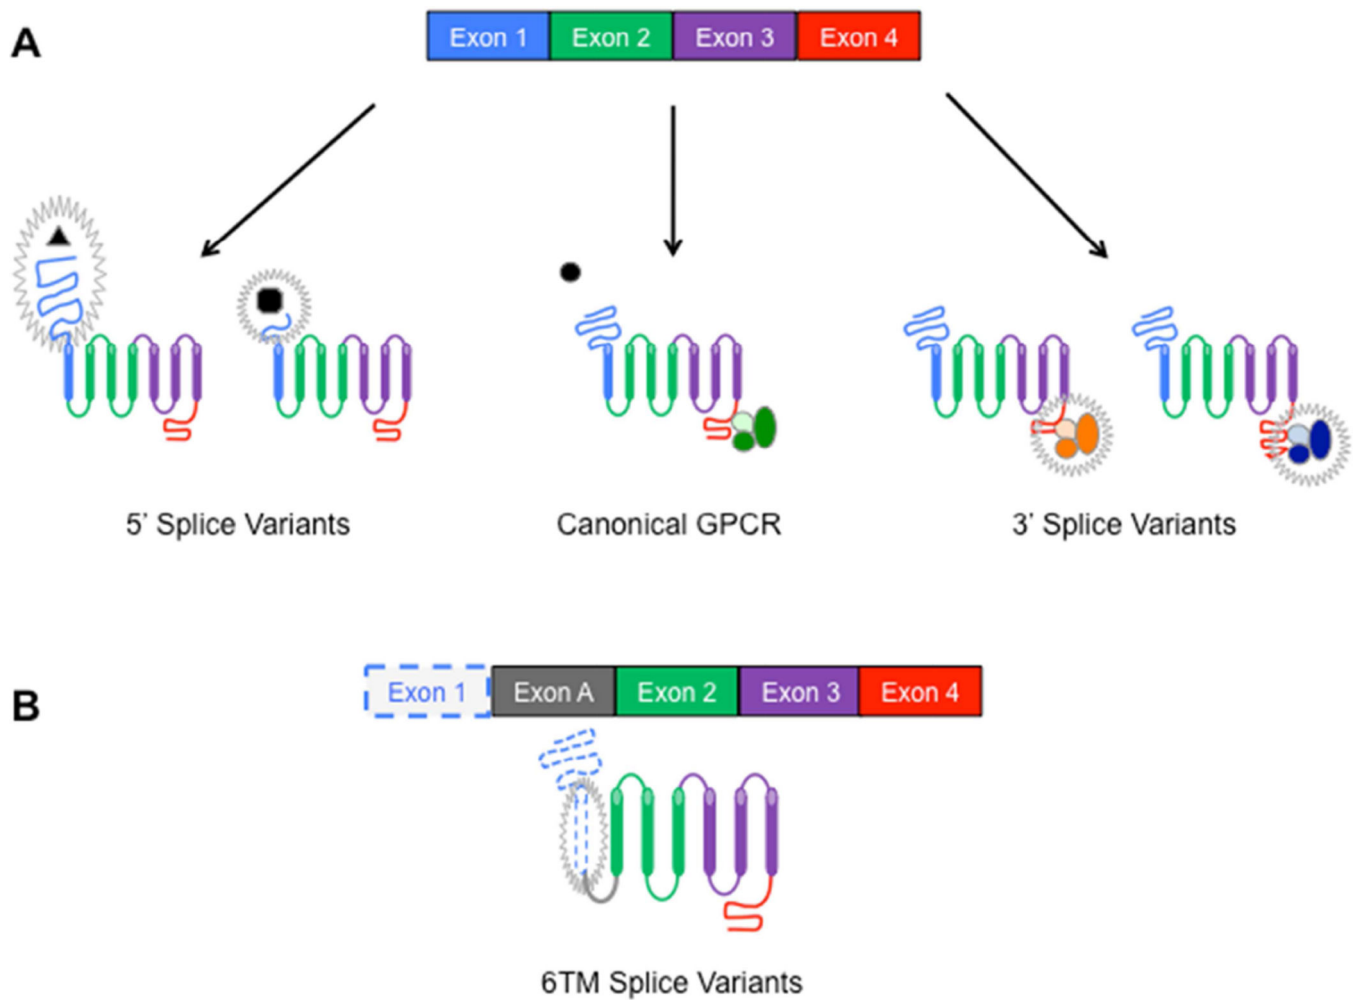 A
Exon 1 Exon 2 Exon 3 Exon 4
5’ Splice Variants Canonical GPCR 3’ Splice Variants
B
Exon 1 Exon A Exon 2 Exon 3 Exon 4
6TM Splice Variants